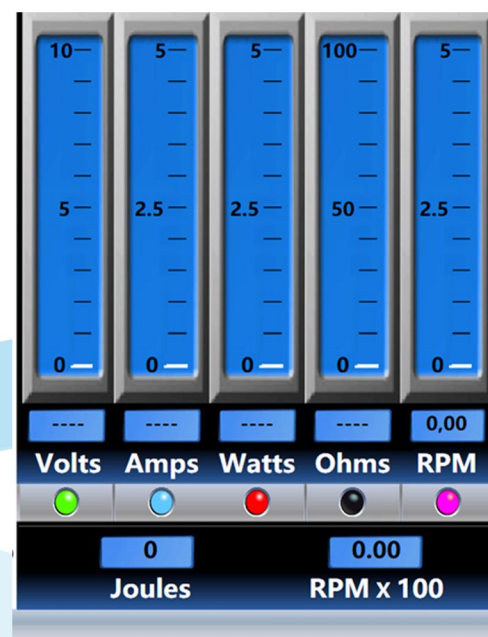 10 5 5 100 5
5 2.5 2.5 50 2.5
0 0 0 0 0
---- ---- ---- ---- 0,00
Volts Amps Watts Ohms RPM
0 0.00
Joules RPM x 100